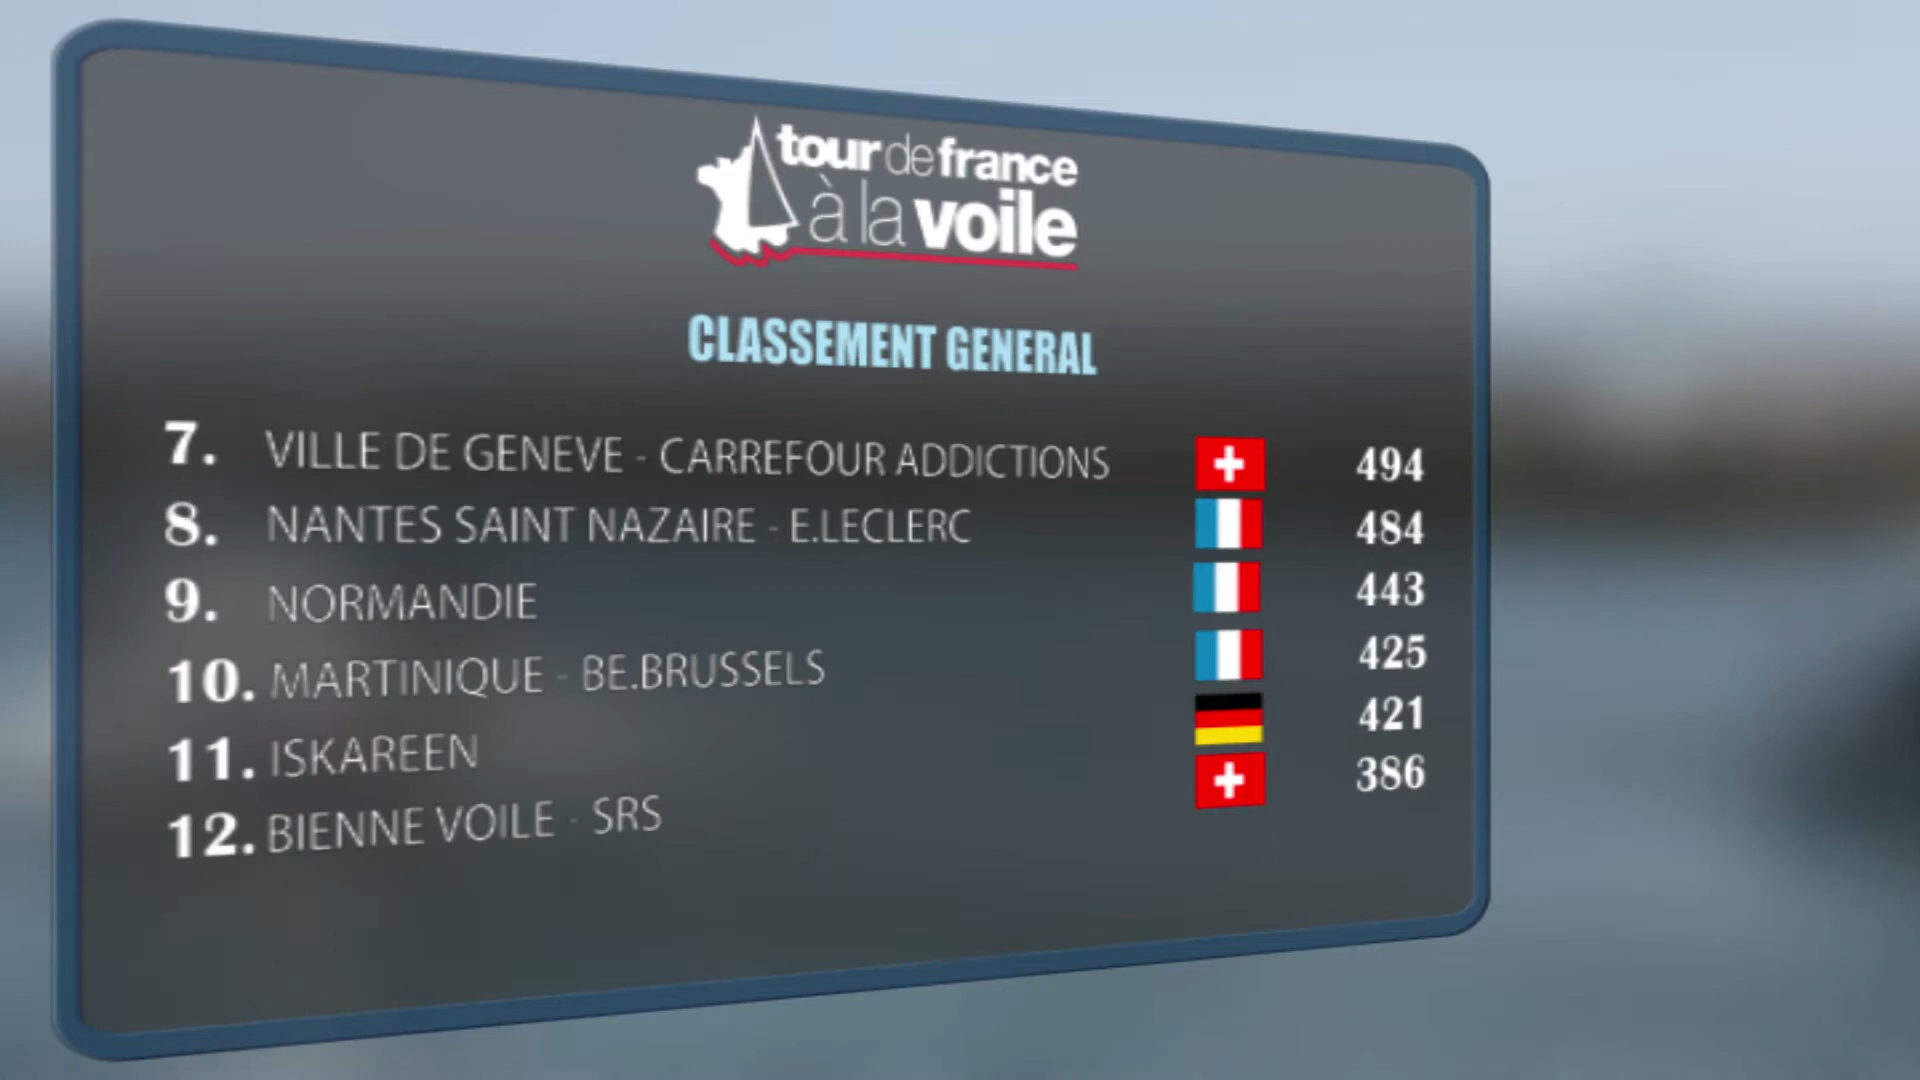 tour de france
à la voile
CLASSEMENT GENERAL
7. VILLE DE GENEVE - CARREFOUR ADDICTIONS 494
8. NANTES SAINT NAZAIRE - E.LECLERC 484
9. NORMANDIE 443
10. MARTINIQUE - BE.BRUSSELS 425
11. ISKAREEN 421
12. BIENNE VOILE - SRS 386